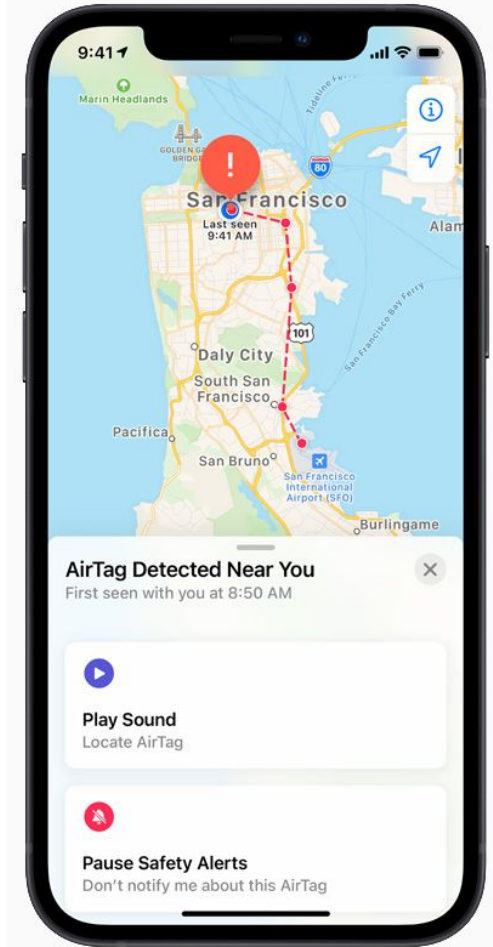 9:41
Marin Headlands
GOLDEN GA
BRIDGE
!
80
San Francisco
Last seen
9:41 AM
Alam
San Francisco Bay Ferry
101
Daly City
South San
Francisco
Pacifica
San Bruno
San Francisco
International
Airport (SFO)
Burlingame
AirTag Detected Near You
First seen with you at 8:50 AM
Play Sound
Locate AirTag
Pause Safety Alerts
Don't notify me about this AirTag